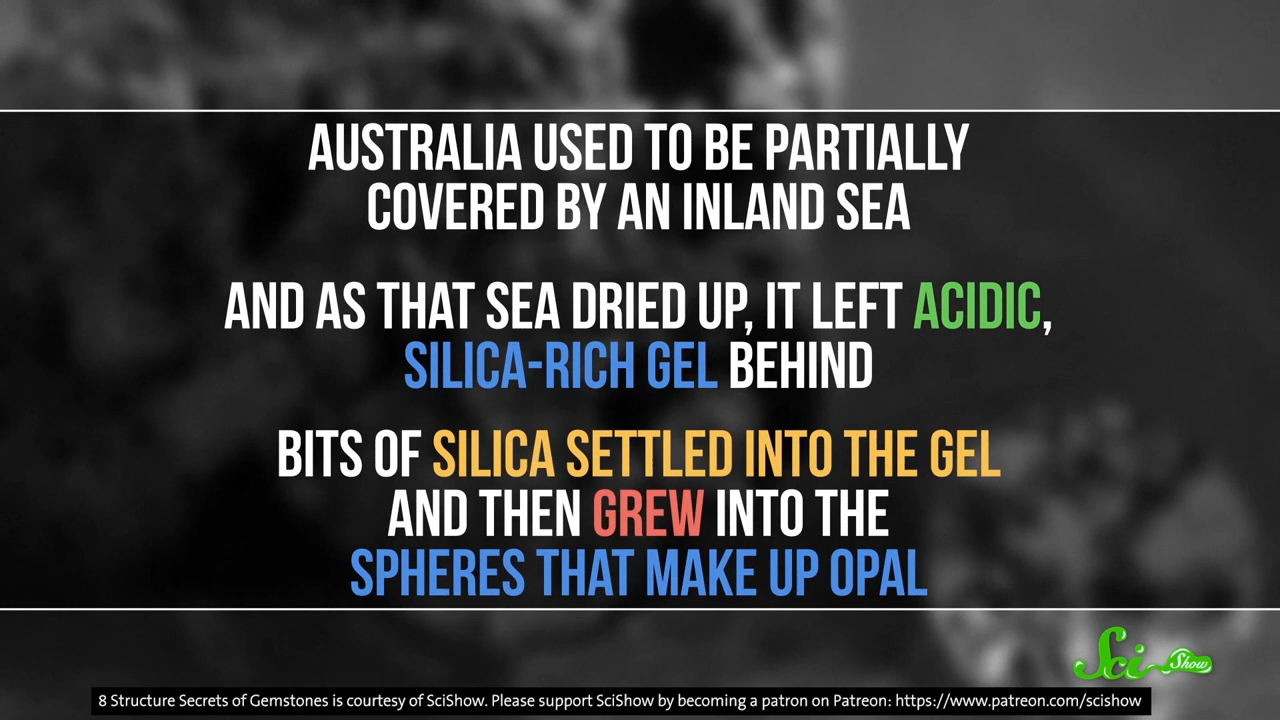 AUSTRALIA USED TO BE PARTIALLY
COVERED BY AN INLAND SEA
AND AS THAT SEA DRIED UP, IT LEFT ACIDIC,
SILICA-RICH GEL BEHIND
BITS OF SILICA SETTLED INTO THE GEL
AND THEN GREW INTO THE
SPHERES THAT MAKE UP OPAL
Sci Show
8 Structure Secrets of Gemstones is courtesy of SciShow. Please support SciShow by becoming a patron on Patreon: https://www.patreon.com/scishow